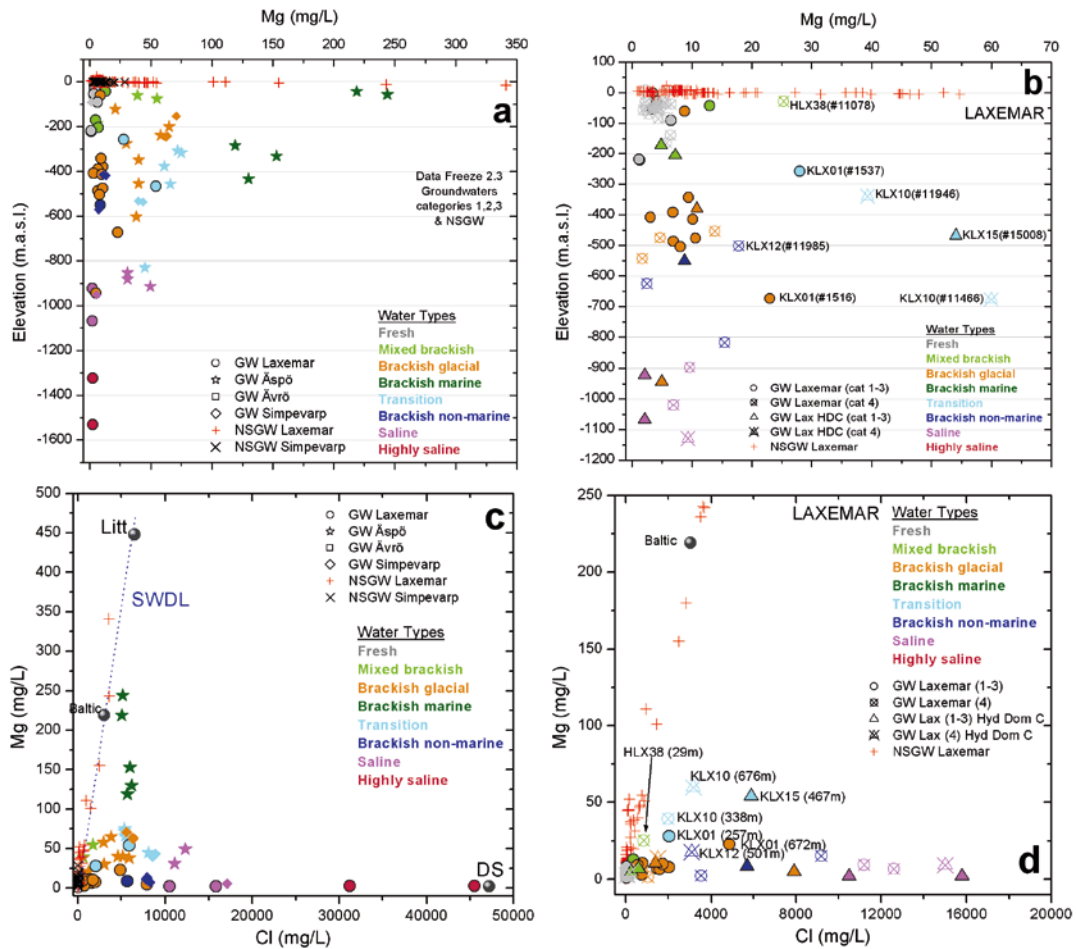 Mg (mg/L)
0 50 100 150 200 250 300 350
a
Elevation (m.a.s.l.)
0
-200
-400
-600
-800
-1000
-1200
-1400
-1600
Data Freeze 2.3
Groundwaters
categories 1,2,3
& NSGW
GW Laxemar
GW Äspö
GW Ävrö
GW Simpevarp
NSGW Laxemar
NSGW Simpevarp
Water Types
Fresh
Mixed brackish
Brackish glacial
Brackish marine
Transition
Brackish non-marine
Saline
Highly saline
Mg (mg/L)
0 10 20 30 40 50 60 70
b
LAXEMAR
Elevation (m.a.s.l.)
100
0
-100
-200
-300
-400
-500
-600
-700
-800
-900
-1000
-1100
-1200
HLX38(#11078)
KLX01(#1537)
KLX10(#11946)
KLX15(#15008)
KLX12(#11985)
KLX01(#1516)
KLX10(#11466)
GW Laxemar (cat 1-3)
GW Laxemar (cat 4)
GW Lax HDC (cat 1-3)
GW Lax HDC (cat 4)
NSGW Laxemar
Water Types
Fresh
Mixed brackish
Brackish glacial
Brackish marine
Transition
Brackish non-marine
Saline
Highly saline
c
Mg (mg/L)
500
450
400
350
300
250
200
150
100
50
0
Litt
SWDL
Baltic
DS
GW Laxemar
GW Äspö
GW Ävrö
GW Simpevarp
NSGW Laxemar
NSGW Simpevarp
Water Types
Fresh
Mixed brackish
Brackish glacial
Brackish marine
Transition
Brackish non-marine
Saline
Highly saline
0 10000 20000 30000 40000 50000
Cl (mg/L)
LAXEMAR
d
Mg (mg/L)
250
200
150
100
50
0
Baltic
Water Types
Fresh
Mixed brackish
Brackish glacial
Brackish marine
Transition
Brackish non-marine
Saline
Highly saline
GW Laxemar (1-3)
GW Laxemar (4)
GW Lax (1-3) Hyd Dom C
GW Lax (4) Hyd Dom C
NSGW Laxemar
HLX38 (29m)
KLX10 (676m)
KLX15 (467m)
KLX10 (338m)
KLX01 (257m)
KLX01 (672m)
KLX12 (501m)
0 4000 8000 12000 16000 20000
Cl (mg/L)